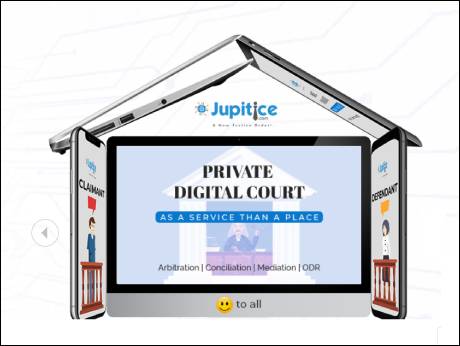 Jupitice
.com
A New Justice Order!
PRIVATE
DIGITAL COURT
AS A SERVICE THAN A PLACE
Arbitration | Conciliation | Mediation | ODR
CLAIMANT
DEFENDANT
to all